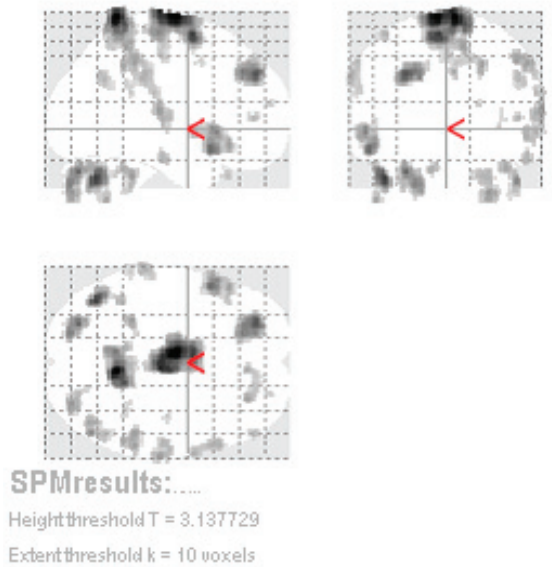 SPMresults:.....
Height threshold T = 3.137729
Extent threshold k = 10 voxels